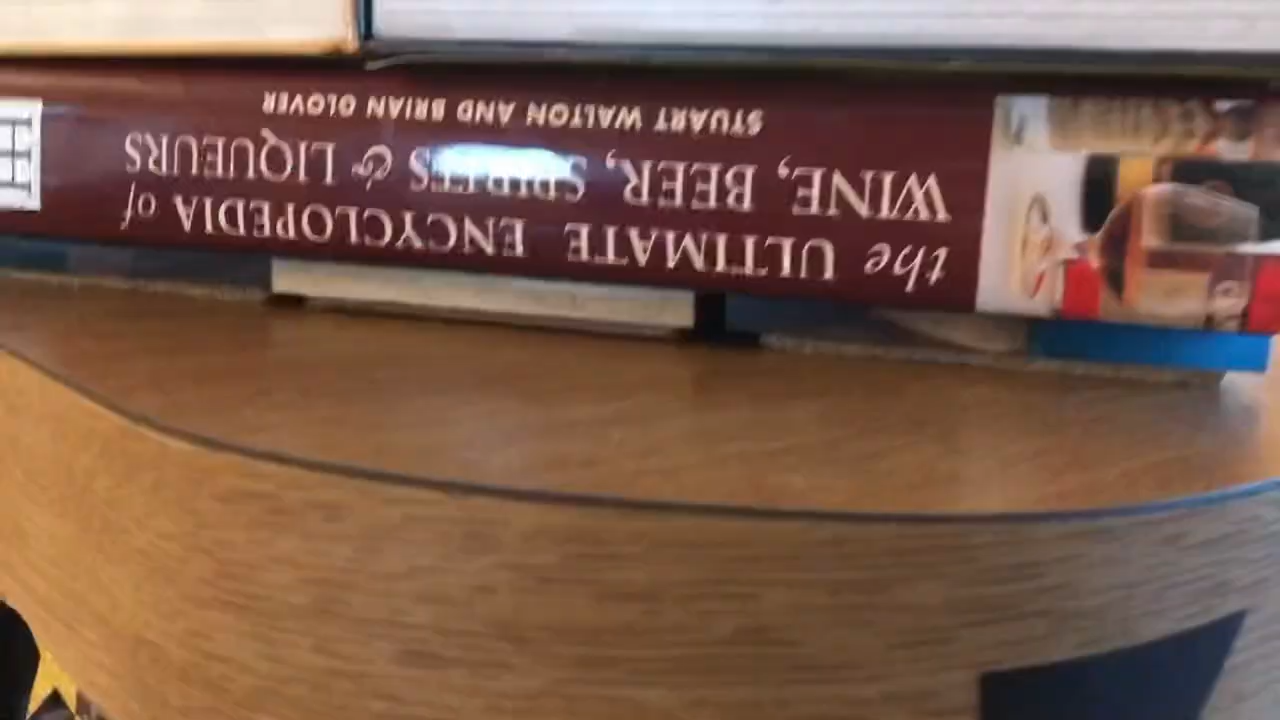 the ULTIMATE ENCYCLOPEDIA of
WINE, BEER, SPIRITS & LIQUEURS
STUART WALTON AND BRIAN GLOVER